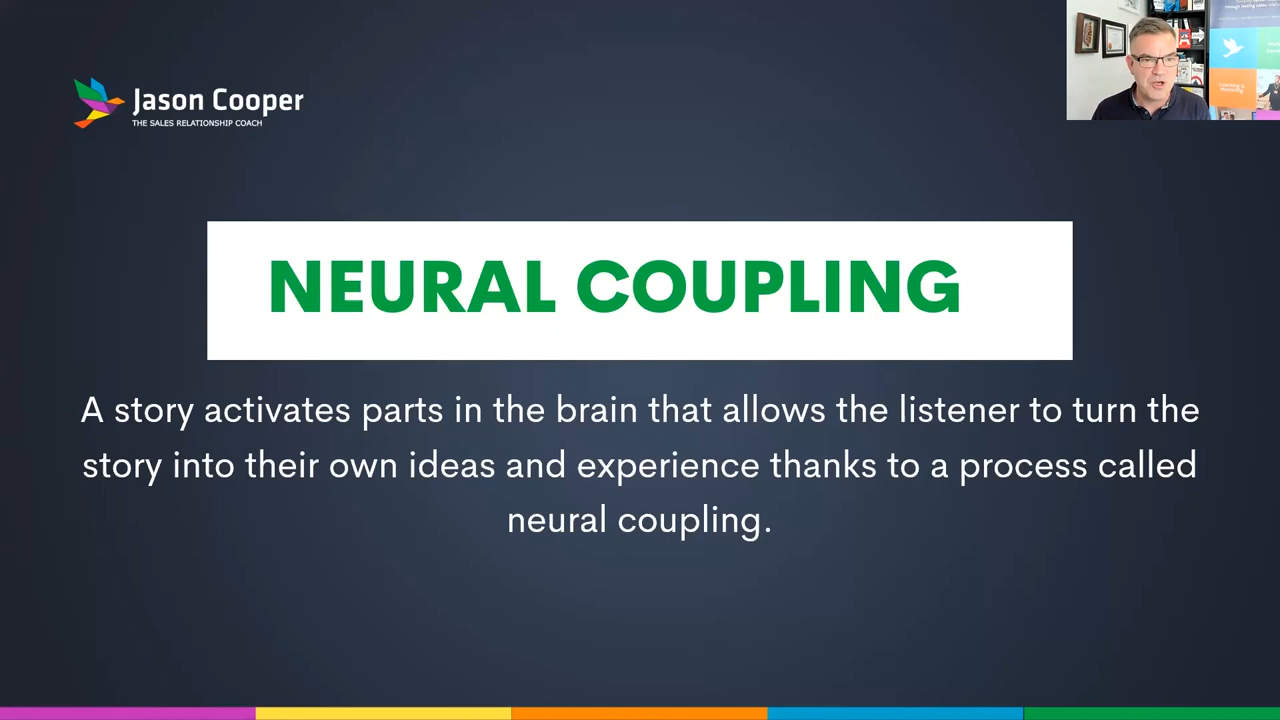 Jason Cooper
THE SALES RELATIONSHIP COACH
NEURAL COUPLING
A story activates parts in the brain that allows the listener to turn the
story into their own ideas and experience thanks to a process called
neural coupling.